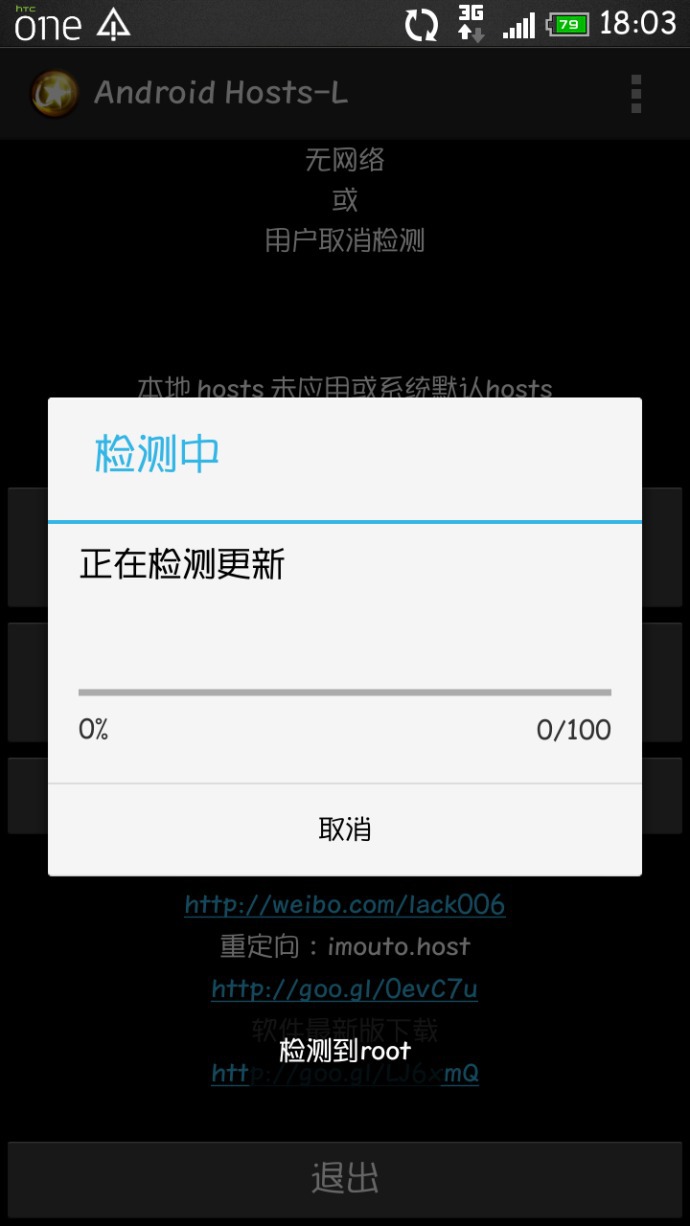 htc
one
3G
79
18:03
Android Hosts-L
无网络
或
用户取消检测
本地 hosts 未应用或系统默认hosts
检测中
正在检测更新
0%
0/100
取消
http://weibo.com/lack006
重定向：imouto.host
http://goo.gl/0evC7u
软件最新版下载
检测到root
http://goo.gl/LJ6xmQ
退出